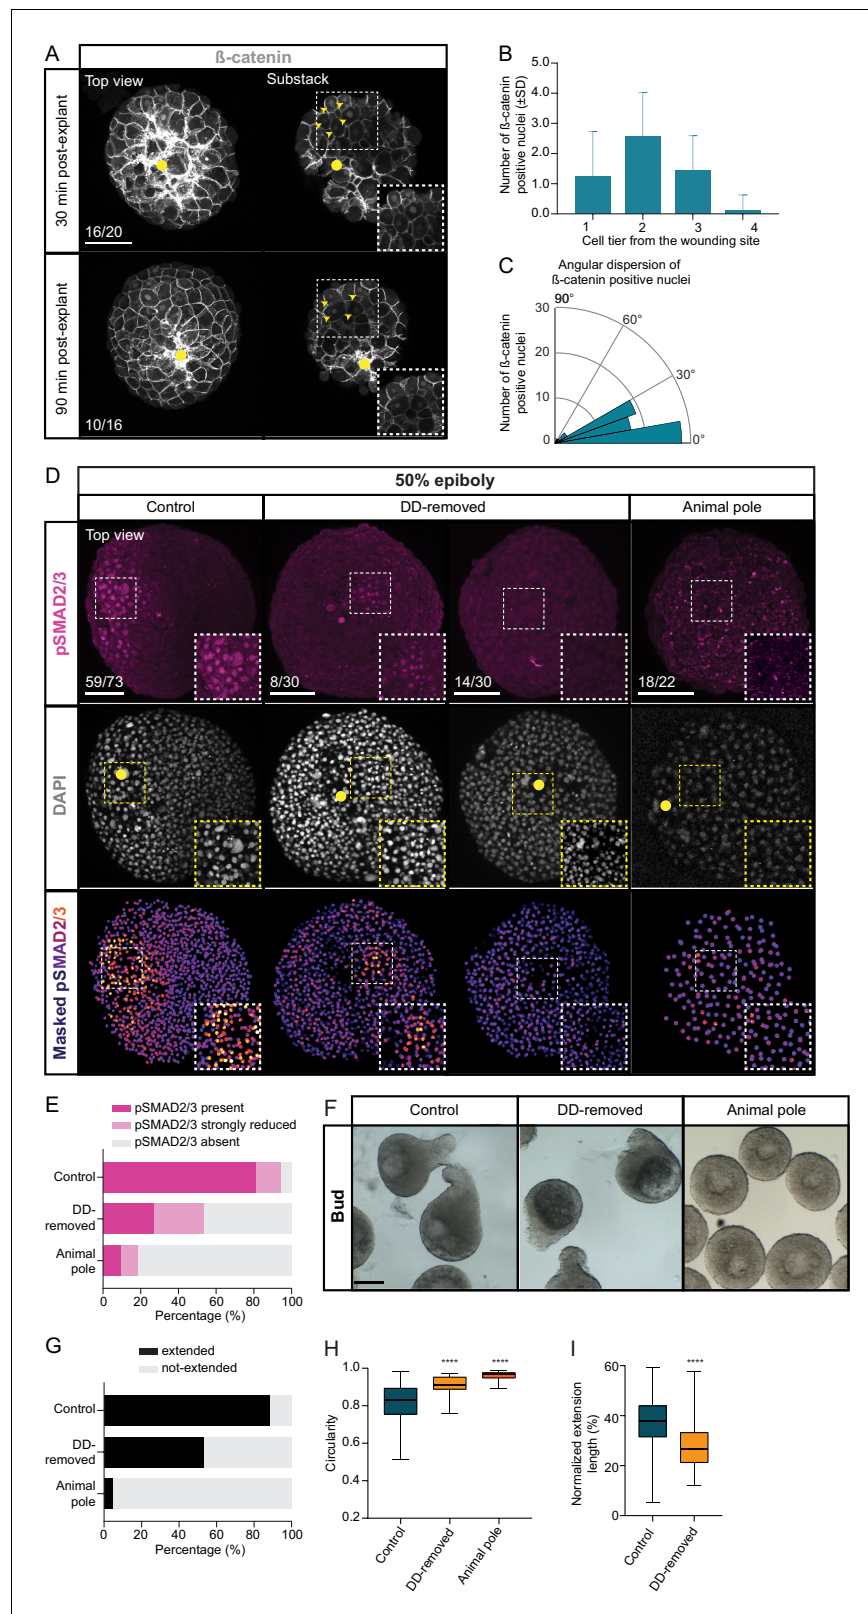 A
ß-catenin
30 min post-explant
Top view
Substack
16/20
90 min post-explant
10/16
B
Number of ß-catenin
positive nuclei (±SD)
5.0
4.0
3.0
2.0
1.0
0.0
1 2 3 4
Cell tier from the wounding site
C
Angular dispersion of
ß-catenin positive nuclei
Number of ß-catenin
positive nuclei
30
20
10
0
90°
60°
30°
0°
D
50% epiboly
Control DD-removed Animal pole
pSMAD2/3
Top view
59/73 8/30 14/30 18/22
DAPI
Masked pSMAD2/3
E
pSMAD2/3 present
pSMAD2/3 strongly reduced
pSMAD2/3 absent
Control
DD-
removed
Animal
pole
0 20 40 60 80 100
Percentage (%)
F
Control DD-removed Animal pole
Bud
G
extended
not-extended
Control
DD-
removed
Animal
pole
0 20 40 60 80 100
Percentage (%)
H
Circularity
1.0
0.8
0.6
0.4
0.2
**** ****
Control
DD-removed
Animal pole
I
Normalized extension
length (%)
60
40
20
0
****
Control
DD-removed